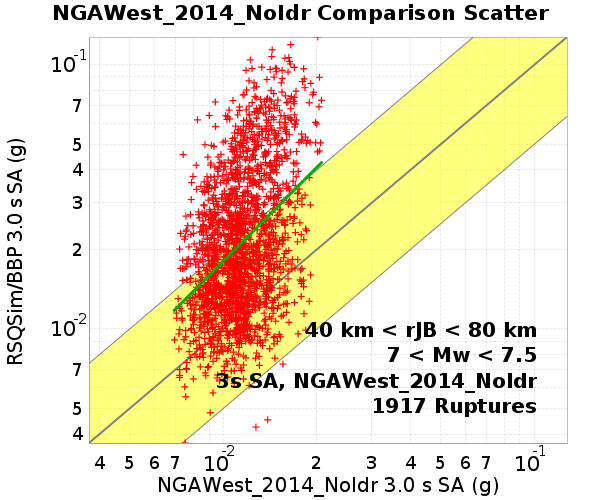 NGAWest_2014_NoIdr Comparison Scatter
RSQSim/BBP 3.0 s SA (g)
10⁻¹
7
5
4
3
2
10⁻²
7
5
4
40 km < rJB < 80 km
7 < Mw < 7.5
3s SA, NGAWest_2014_NoIdr
1917 Ruptures
4 5 6 7 10⁻² 2 3 4 5 6 7 10⁻¹
NGAWest_2014_NoIdr 3.0 s SA (g)